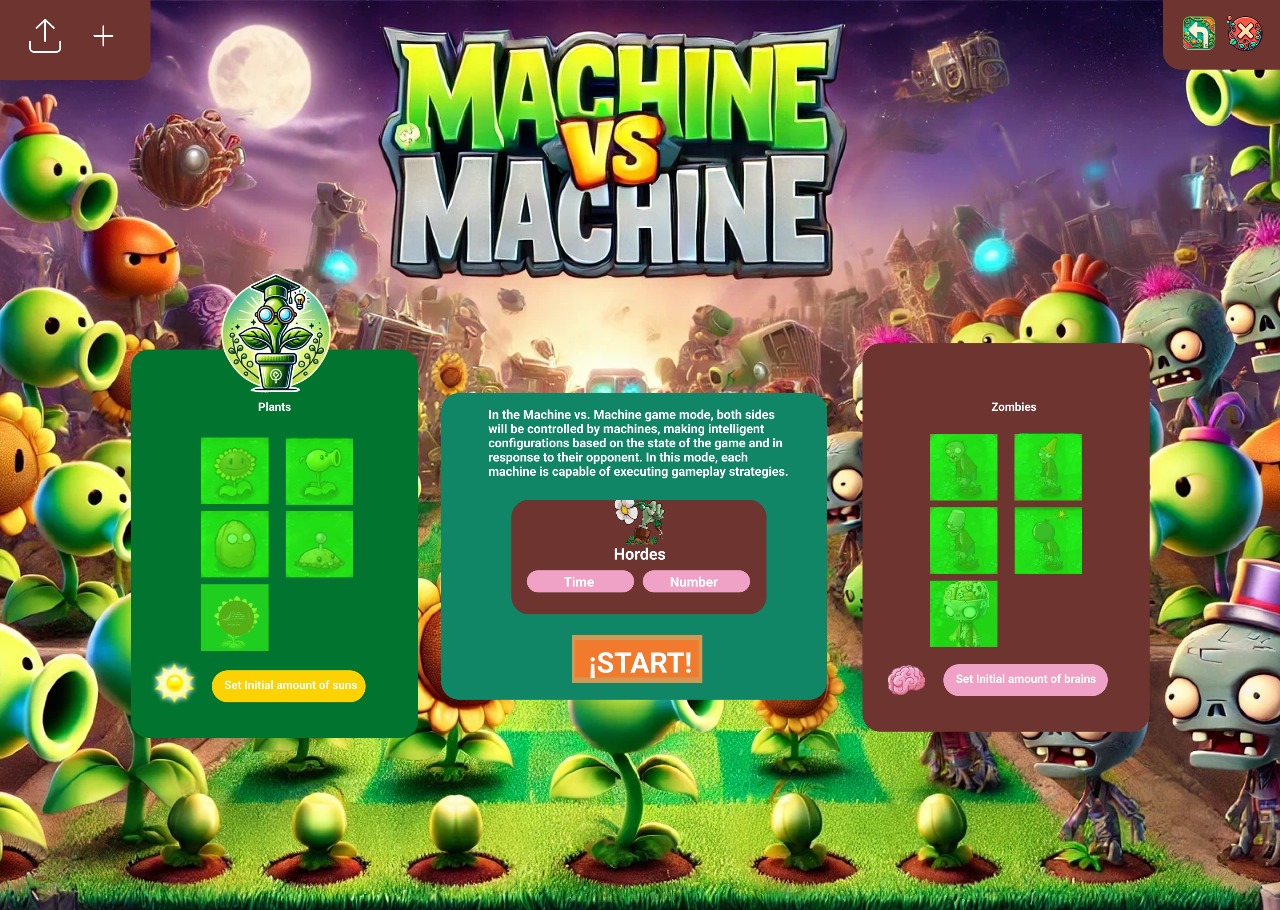 MACHINE
VS
MACHINE
Plants
Set Initial amount of suns
In the Machine vs. Machine game mode, both sides
will be controlled by machines, making intelligent
configurations based on the state of the game and in
response to their opponent. In this mode, each
machine is capable of executing gameplay strategies.
Hordes
Time
Number
¡START!
Zombies
Set Initial amount of brains